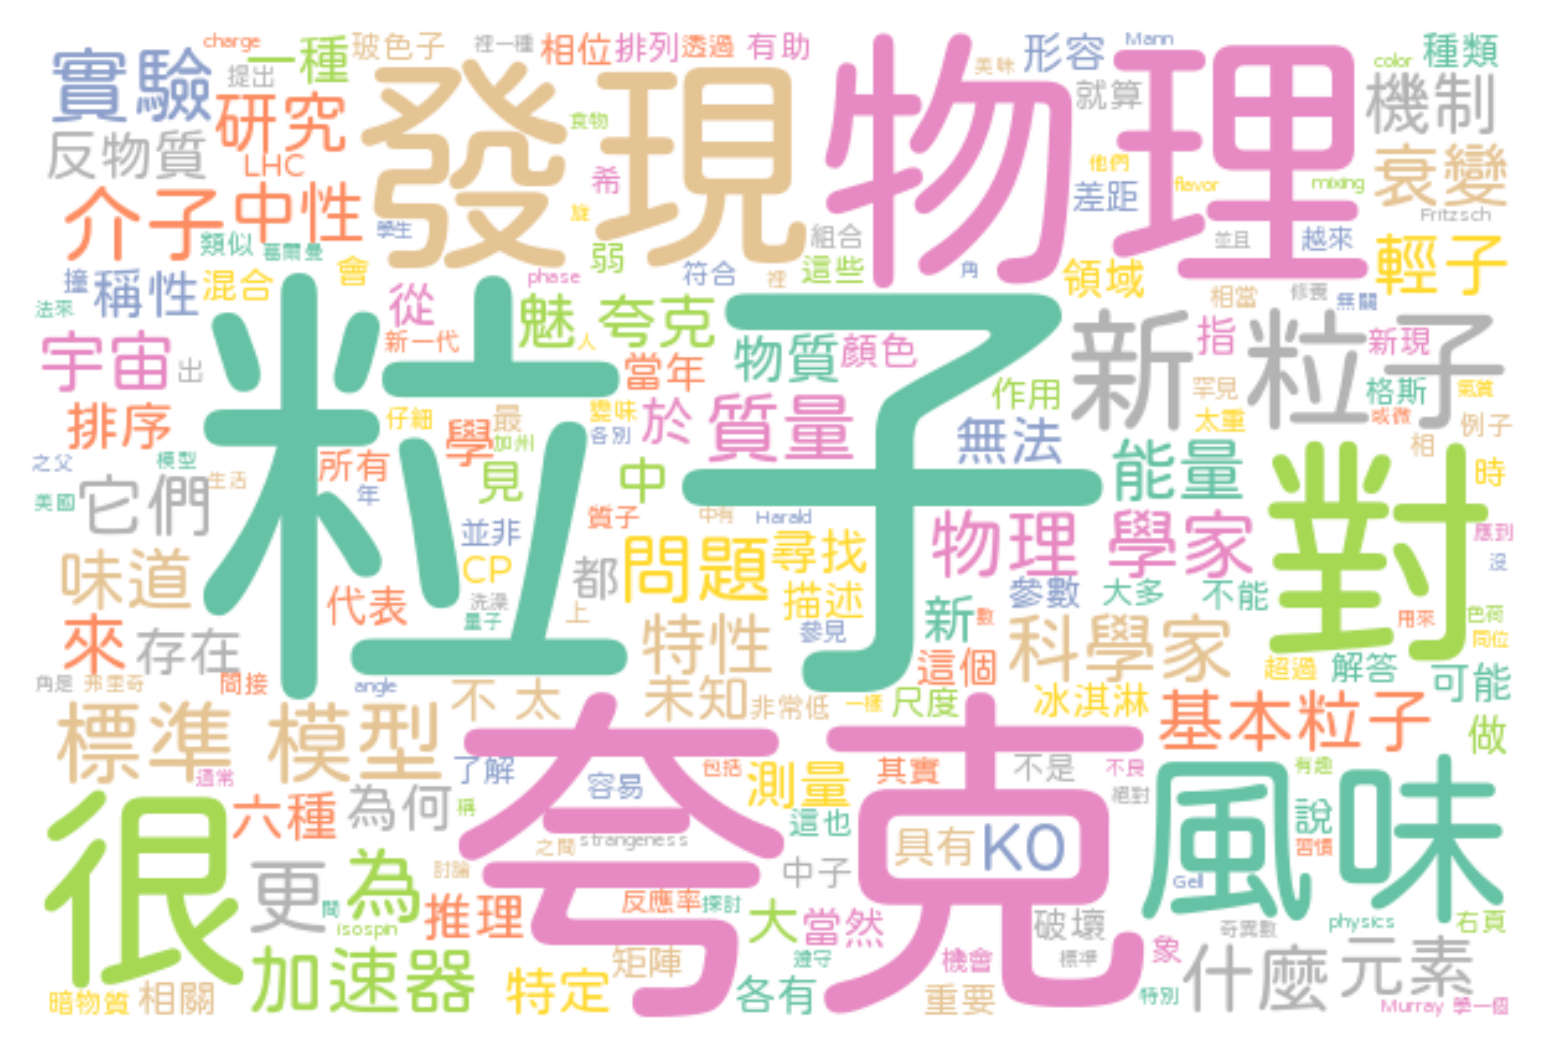 charge
一種
玻色子
裡一種
相位
排列
透過
有助
形容
Mann
美味
color
種類
實驗
提出
研究
發現
物理
就算
機制
反物質
LHC
食物
他們
flavor
mixing
衰變
介子
中性
希
旋
差距
Fritzsch
類似
葛爾曼
學生
弱
組合
並且
越來
輕子
撞
稱性
混合
會
phase
符合
裡
這些
角
領域
相當
修養
無關
法來
從
魅
夸克
粒子
新
指
新粒子
新現
宇宙
出
新一代
人
當年
物質
顏色
作用
罕見
格斯
氣質
排序
仔細
學
最
加州
變味
各別
於
質量
無法
太重
或微
例子
相
之父
模型
所有
生活
年
見
中
能量
對
時
美國
它們
質子
中有
Harald
物理
學家
應到
沒
並非
CP
都
問題
尋找
味道
代表
洗澡
量子
上
描述
參數
大多
不能
用來
色荷
同位
來
存在
特性
參見
新
數
這個
科學家
超過
解答
可能
角是
弗里奇
間接
angle
不
太
未知
非常低
一樣
尺度
冰淇淋
基本粒子
做
標準
模型
通常
了解
夸克
容易
包括
測量
其實
不是
不良
絕對
風味
有趣
說
習慣
很
六種
為何
稱
之間
strangeness
這也
具有
K0
更
為
討論
中子
Gell
間
isospin
推理
反應率
探討
大
當然
破壞
奇異數
physics
右頁
加速器
特定
矩陣
各有
遵守
機會
重要
標準
象
特別
什麼
元素
暗物質
相關
Murray
學一個